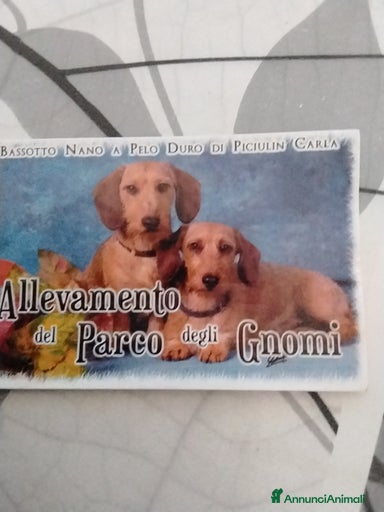 Bassotto Nano a Pelo Duro di Piciulin Carla
Allevamento
del Parco degli Gnomi
AnnunciAnimali